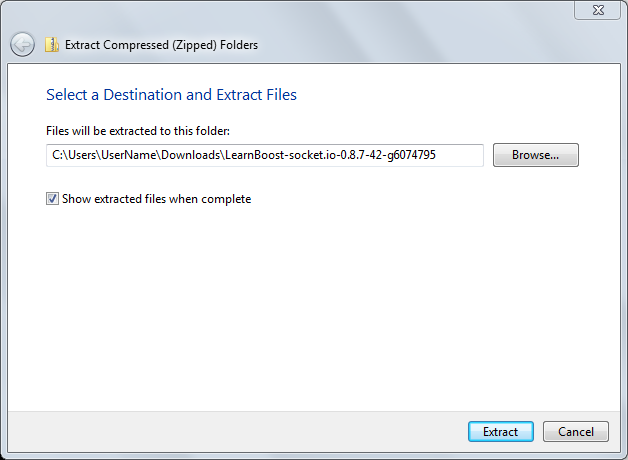 Extract Compressed (Zipped) Folders
Select a Destination and Extract Files
Files will be extracted to this folder:
C:\Users\UserName\Downloads\LearnBoost-socket.io-0.8.7-42-g6074795
Browse...
Show extracted files when complete
Extract
Cancel